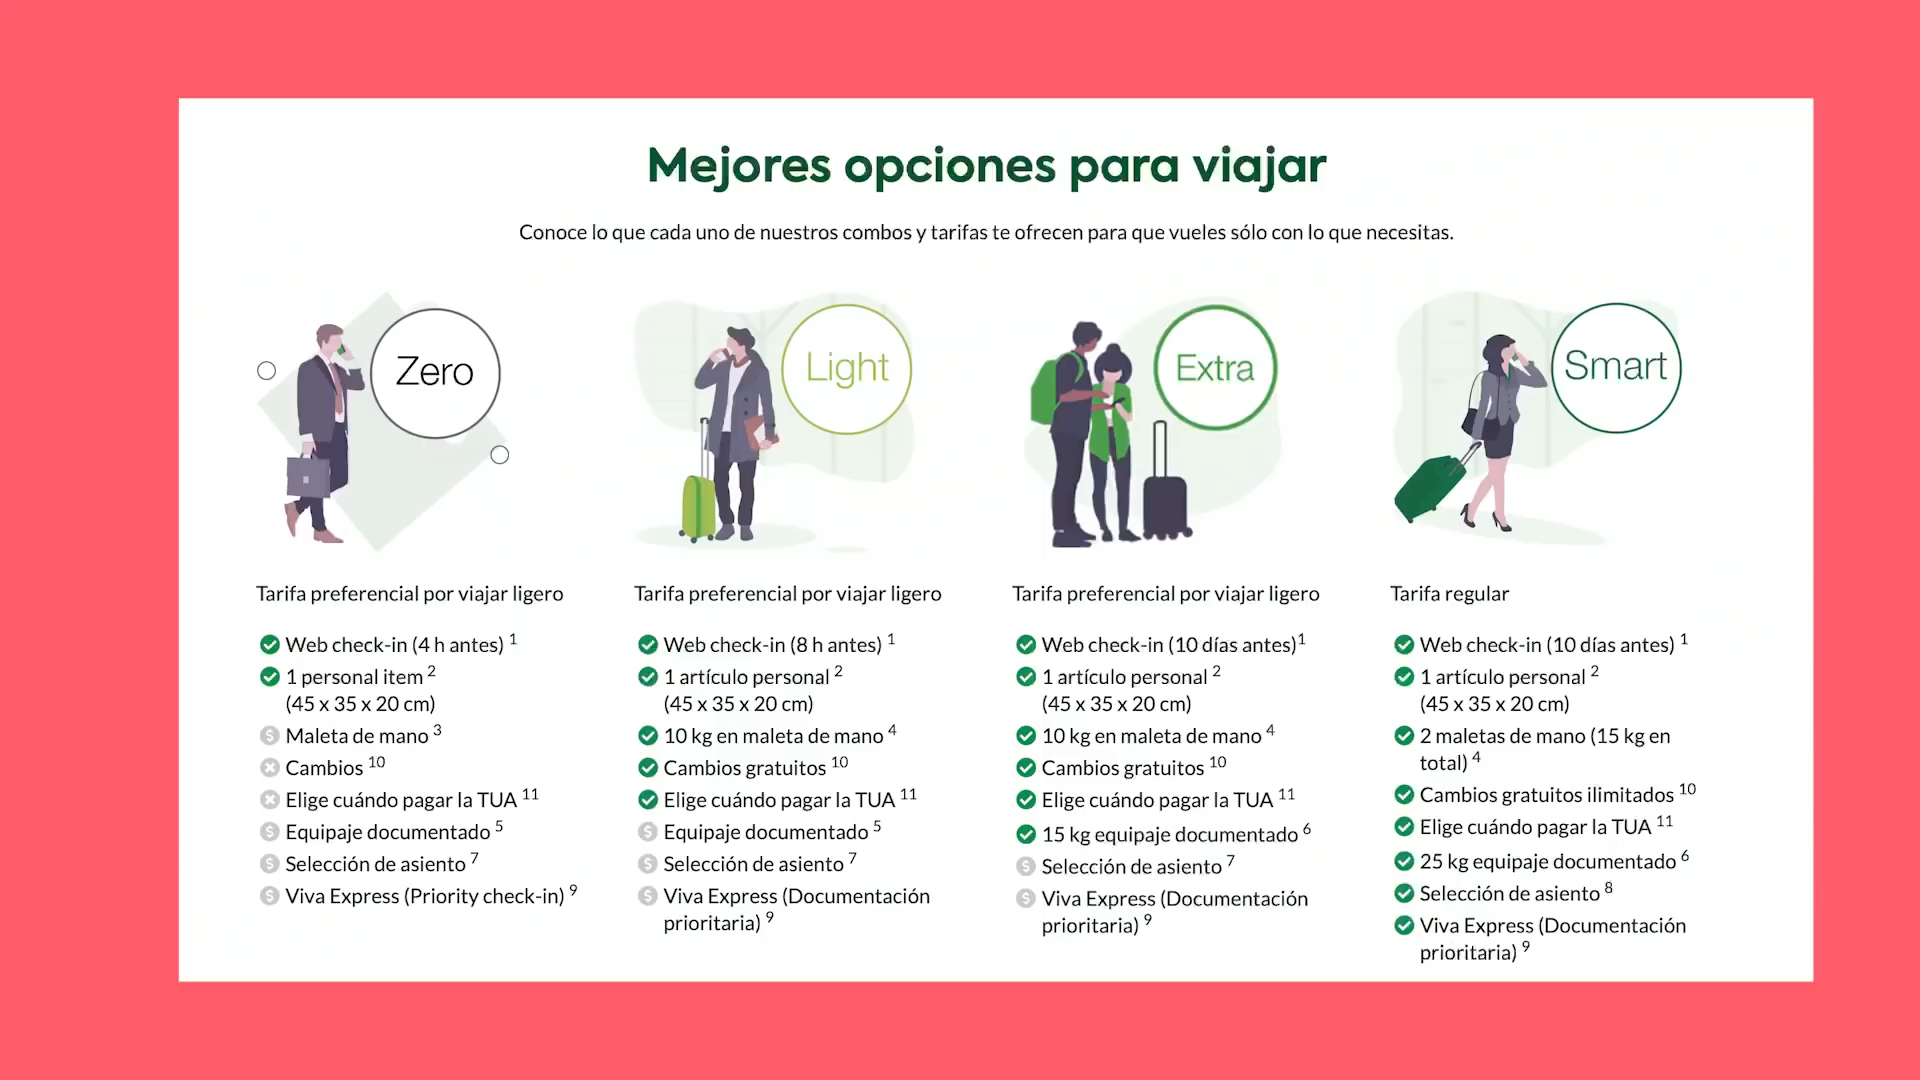 Mejores opciones para viajar
Conoce lo que cada uno de nuestros combos y tarifas te ofrecen para que vueles sólo con lo que necesitas.
Zero
Tarifa preferencial por viajar ligero
Web check-in (4 h antes) 1
1 personal item 2
(45 x 35 x 20 cm)
$ Maleta de mano 3
Cambios 10
Elige cuándo pagar la TUA 11
$ Equipaje documentado 5
$ Selección de asiento 7
$ Viva Express (Priority check-in) 9
Light
Tarifa preferencial por viajar ligero
Web check-in (8 h antes) 1
1 artículo personal 2
(45 x 35 x 20 cm)
10 kg en maleta de mano 4
Cambios gratuitos 10
Elige cuándo pagar la TUA 11
$ Equipaje documentado 5
$ Selección de asiento 7
$ Viva Express (Documentación
prioritaria) 9
Extra
Tarifa preferencial por viajar ligero
Web check-in (10 días antes) 1
1 artículo personal 2
(45 x 35 x 20 cm)
10 kg en maleta de mano 4
Cambios gratuitos 10
Elige cuándo pagar la TUA 11
15 kg equipaje documentado 6
$ Selección de asiento 7
$ Viva Express (Documentación
prioritaria) 9
Smart
Tarifa regular
Web check-in (10 días antes) 1
1 artículo personal 2
(45 x 35 x 20 cm)
2 maletas de mano (15 kg en
total) 4
Cambios gratuitos ilimitados 10
Elige cuándo pagar la TUA 11
25 kg equipaje documentado 6
Selección de asiento 8
Viva Express (Documentación
prioritaria) 9